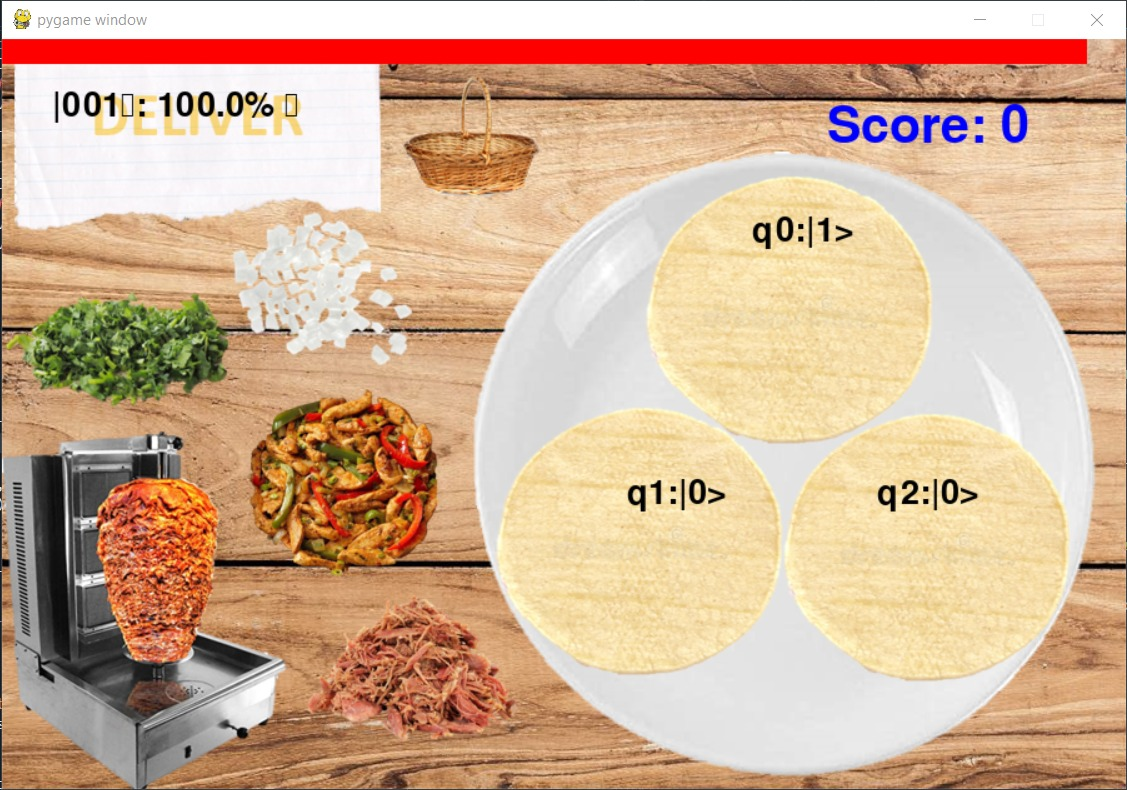 pygame window
|001▯: 100.0% ▯
DELIVER
Score: 0
q0:|1>
q1:|0>
q2:|0>